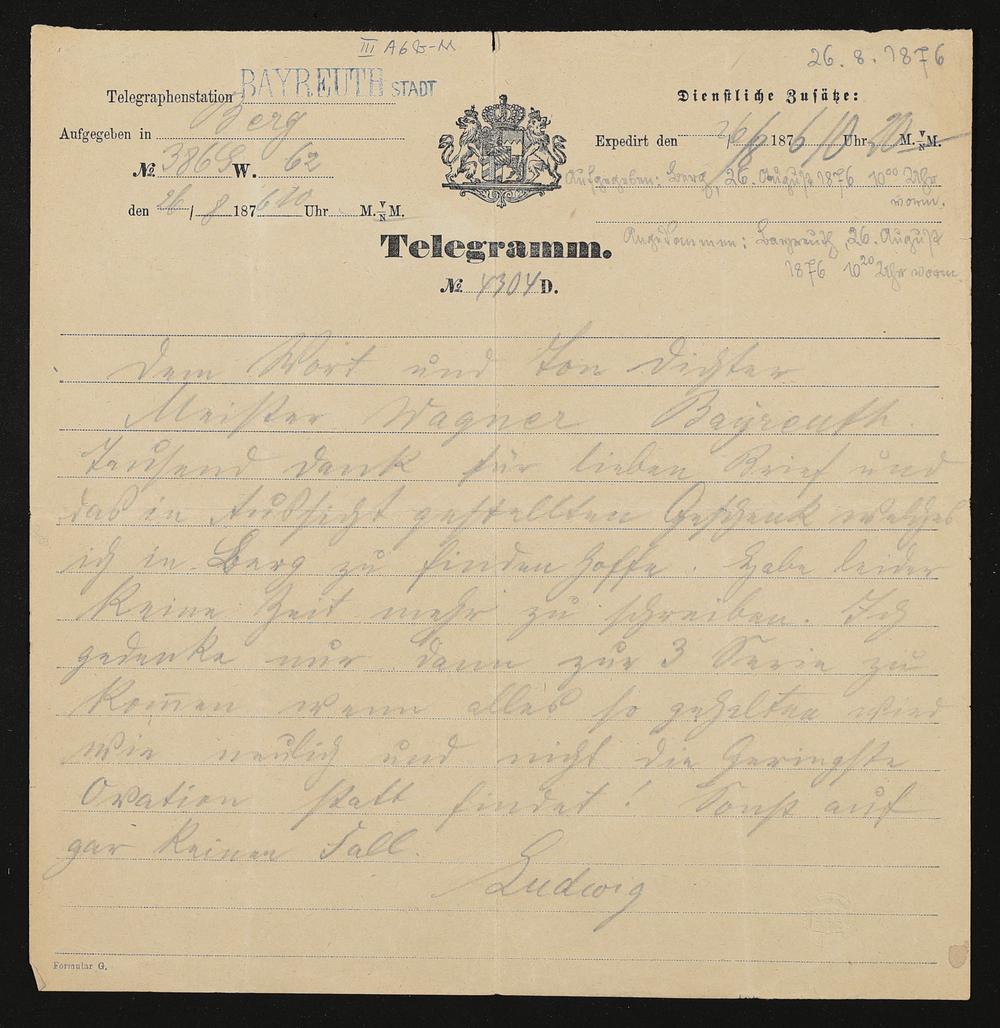 III A 6 8-M
26. 8. 1876
Telegraphenstation BAYREUTH STADT
Dienstliche Zusätze:
Aufgegeben in Berg
Expedirt den 26/8 1876 10 Uhr 20 M. V/N M.
№ 3869 W. 62
Aufgegeben: Berg, 26. August 1876 10²⁰ Uhr
vorm.
den 26/8 1876 10 Uhr M. V/N M.
Angekommen: Bayreuth, 26. August
1876 10²⁰ Uhr vorm.
Telegramm.
№ 4304 D.
Dem Wort und Ton Dichter
Meister Wagner Bayreuth.
Tausend Dank für lieben Brief und
das in Aussicht gestellten Geschenk welches
ich in Berg zu finden hoffe. Habe leider
keine Zeit mehr zu schreiben. Ich
gedenke nur dann zur 3 Serie zu
kom̅en wenn alles so gehalten wird
wie neulich und nicht die Geringste
Ovation statt findet! Sonst auf
gar keinen Fall.
Ludwig
Formular G.